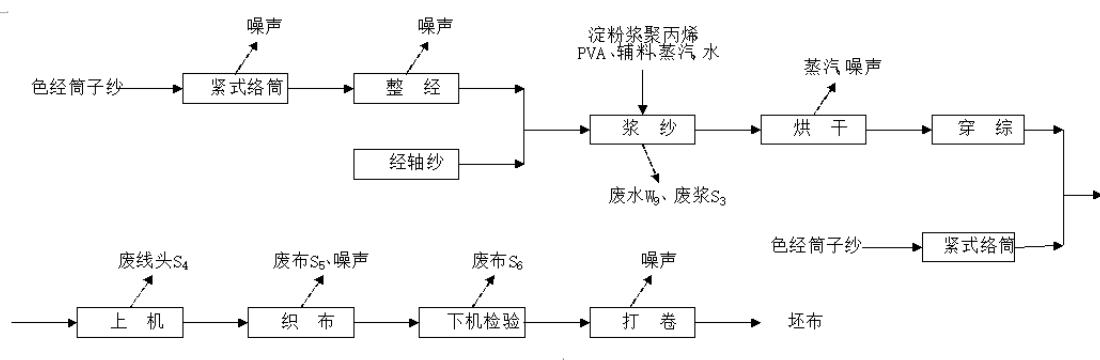 噪声
噪声
色经筒子纱
紧式络筒
整 经
经轴纱
淀粉浆聚丙烯
PVA、辅料蒸汽水
浆 纱
废水W9、废浆S3
蒸汽噪声
烘 干
穿 综
色经筒子纱
紧式络筒
废线头S4
上 机
废布S5、噪声
织 布
废布S6
下机检验
噪声
打 卷
坯布